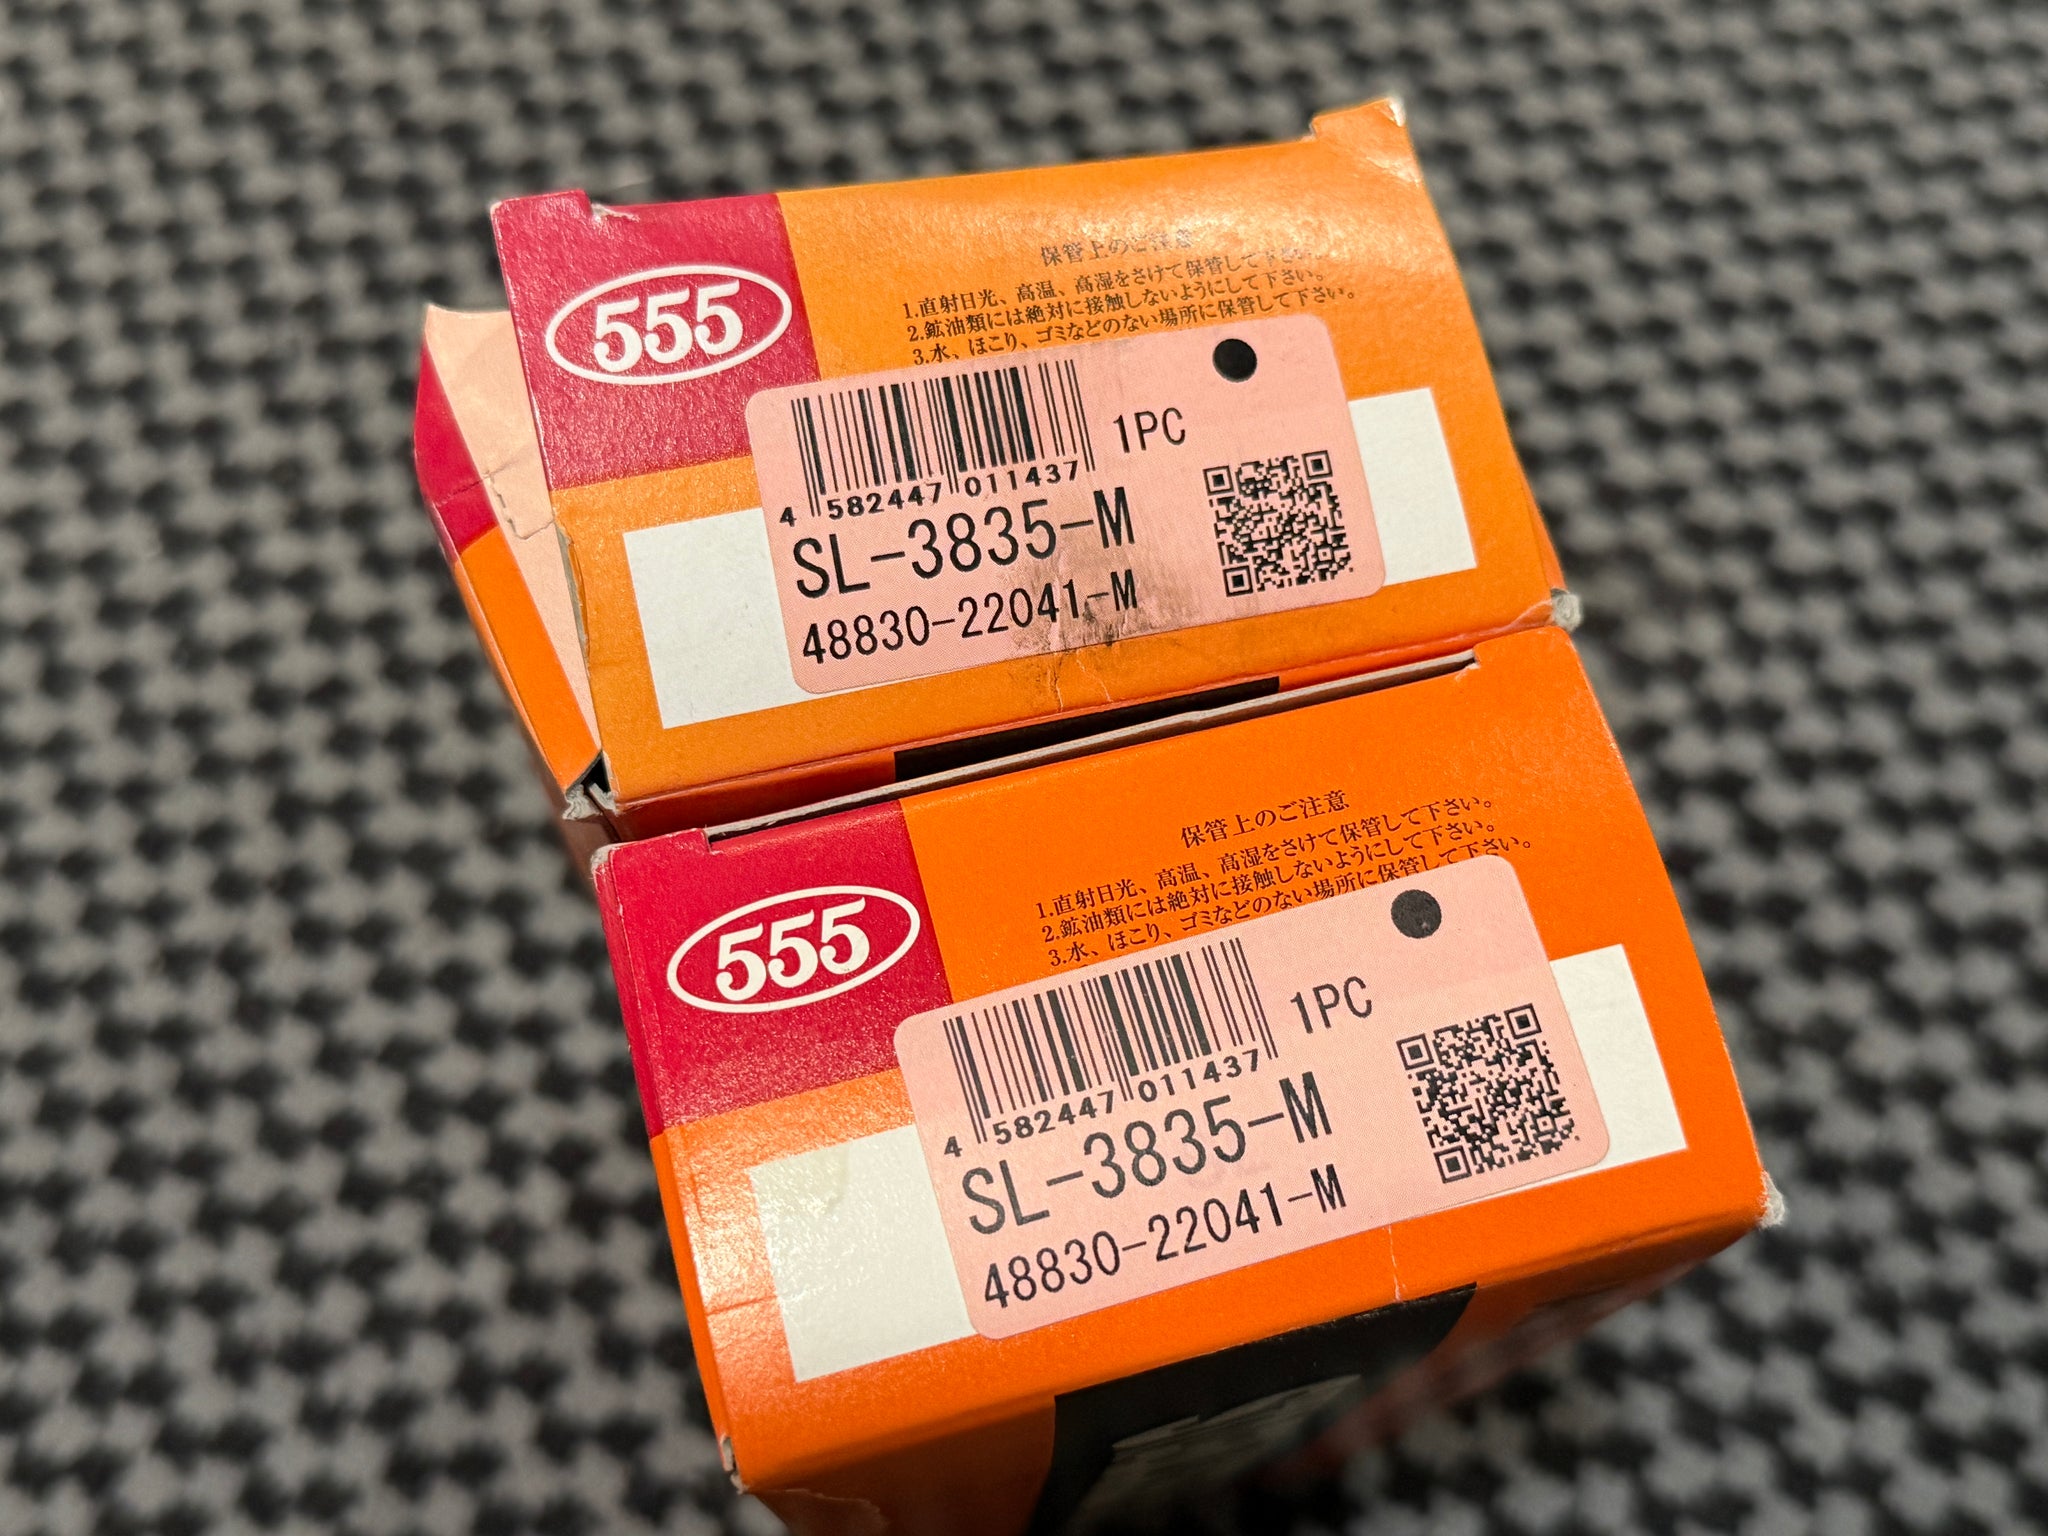 555
保管上のご注意
1.直射日光、高温、高湿をさけて保管して下さい。
2.鉱油類には絶対に接触しないようにして下さい。
3.水、ほこり、ゴミなどのない場所に保管して下さい。
1PC
4 582447 011437
SL-3835-M
48830-22041-M
555
保管上のご注意
1.直射日光、高温、高湿をさけて保管して下さい。
2.鉱油類には絶対に接触しないようにして下さい。
3.水、ほこり、ゴミなどのない場所に保管して下さい。
1PC
4 582447 011437
SL-3835-M
48830-22041-M